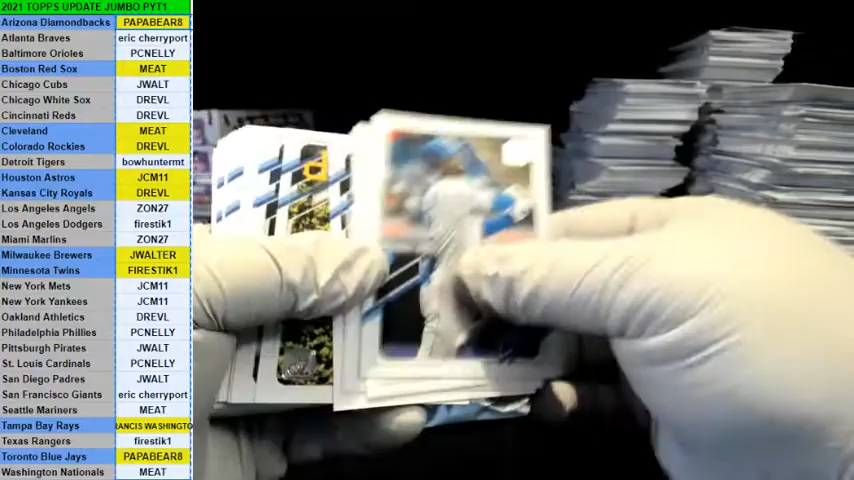 2021 TOPPS UPDATE JUMBO PYT1
Arizona Diamondbacks PAPABEAR8
Atlanta Braves eric cherryport
Baltimore Orioles PCNELLY
Boston Red Sox MEAT
Chicago Cubs JWALT
Chicago White Sox DREVL
Cincinnati Reds DREVL
Cleveland MEAT
Colorado Rockies DREVL
Detroit Tigers bowhuntermt
Houston Astros JCM11
Kansas City Royals DREVL
Los Angeles Angels ZON27
Los Angeles Dodgers firestik1
Miami Marlins ZON27
Milwaukee Brewers JWALTER
Minnesota Twins FIRESTIK1
New York Mets JCM11
New York Yankees JCM11
Oakland Athletics DREVL
Philadelphia Phillies PCNELLY
Pittsburgh Pirates JWALT
St. Louis Cardinals PCNELLY
San Diego Padres JWALT
San Francisco Giants eric cherryport
Seattle Mariners MEAT
Tampa Bay Rays RANCIS WASHINGTO
Texas Rangers firestik1
Toronto Blue Jays PAPABEAR8
Washington Nationals MEAT